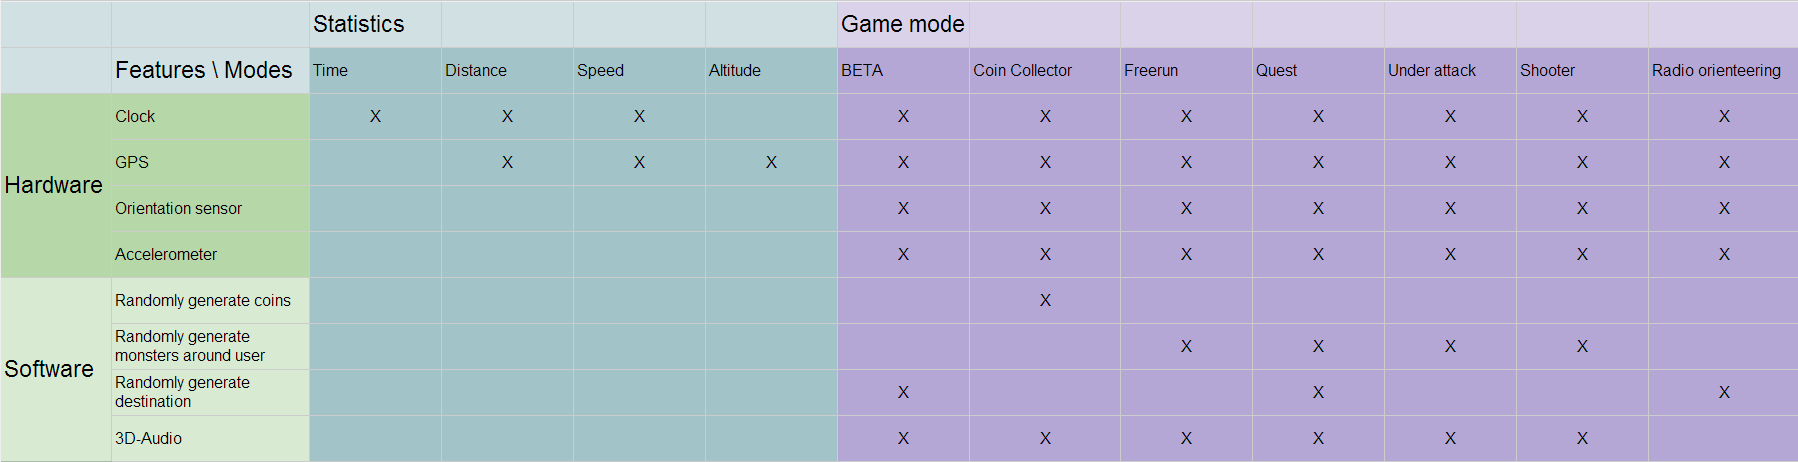 Statistics Game mode
Features \ Modes Time Distance Speed Altitude BETA Coin Collector Freerun Quest Under attack Shooter Radio orienteering
Hardware
Clock X X X X X X X X X X
GPS X X X X X X X X X X
Orientation sensor X X X X X X X
Accelerometer X X X X X X X
Software
Randomly generate coins X
Randomly generate
monsters around user X X X X
Randomly generate
destination X X X
3D-Audio X X X X X X